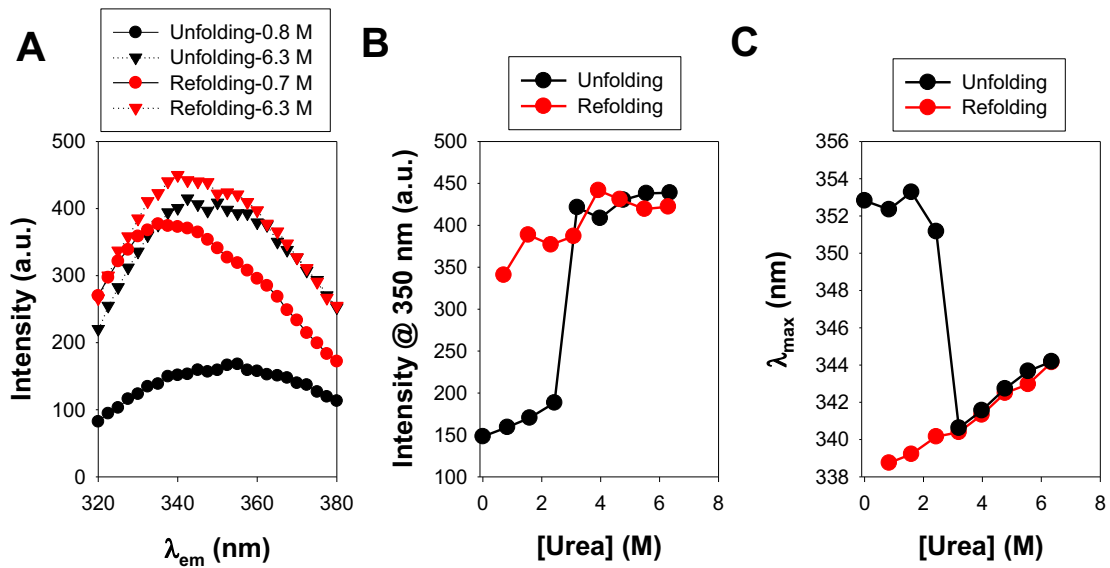 A
Unfolding-0.8 M
Unfolding-6.3 M
Refolding-0.7 M
Refolding-6.3 M
500
400
300
200
100
0
320
340
360
380
Intensity (a.u.)
λem (nm)
B
Unfolding
Refolding
500
450
400
350
300
250
200
150
100
0
2
4
6
8
Intensity @ 350 nm (a.u.)
[Urea] (M)
C
Unfolding
Refolding
356
354
352
350
348
346
344
342
340
338
0
2
4
6
8
λmax (nm)
[Urea] (M)